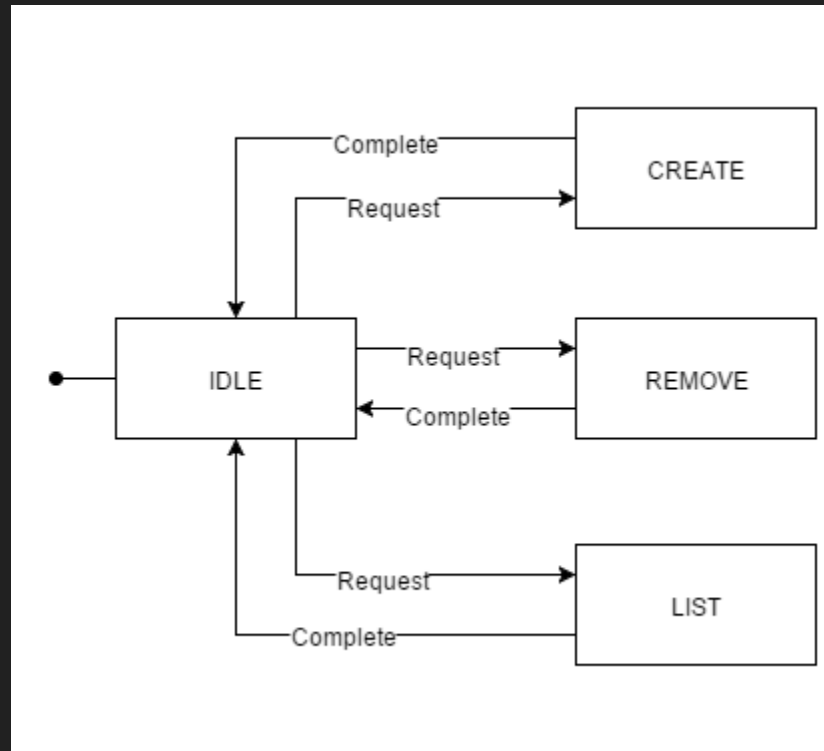 Complete
CREATE
Request
Request
IDLE
REMOVE
Complete
Request
LIST
Complete